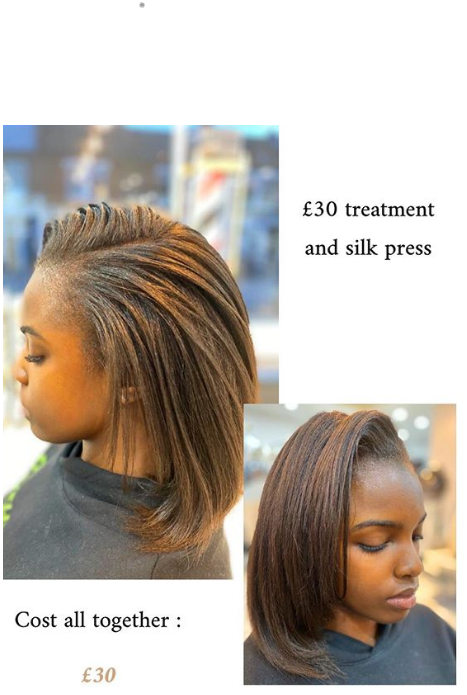 £30 treatment
and silk press
Cost all together :
£30